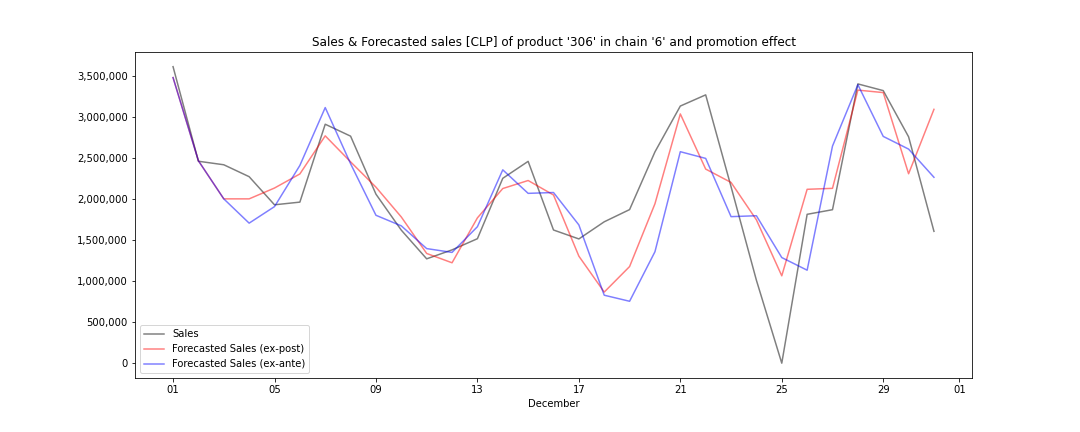 Sales & Forecasted sales [CLP] of product '306' in chain '6' and promotion effect
3,500,000
3,000,000
2,500,000
2,000,000
1,500,000
1,000,000
500,000
0
Sales
Forecasted Sales (ex-post)
Forecasted Sales (ex-ante)
01 05 09 13 17 21 25 29 01
December